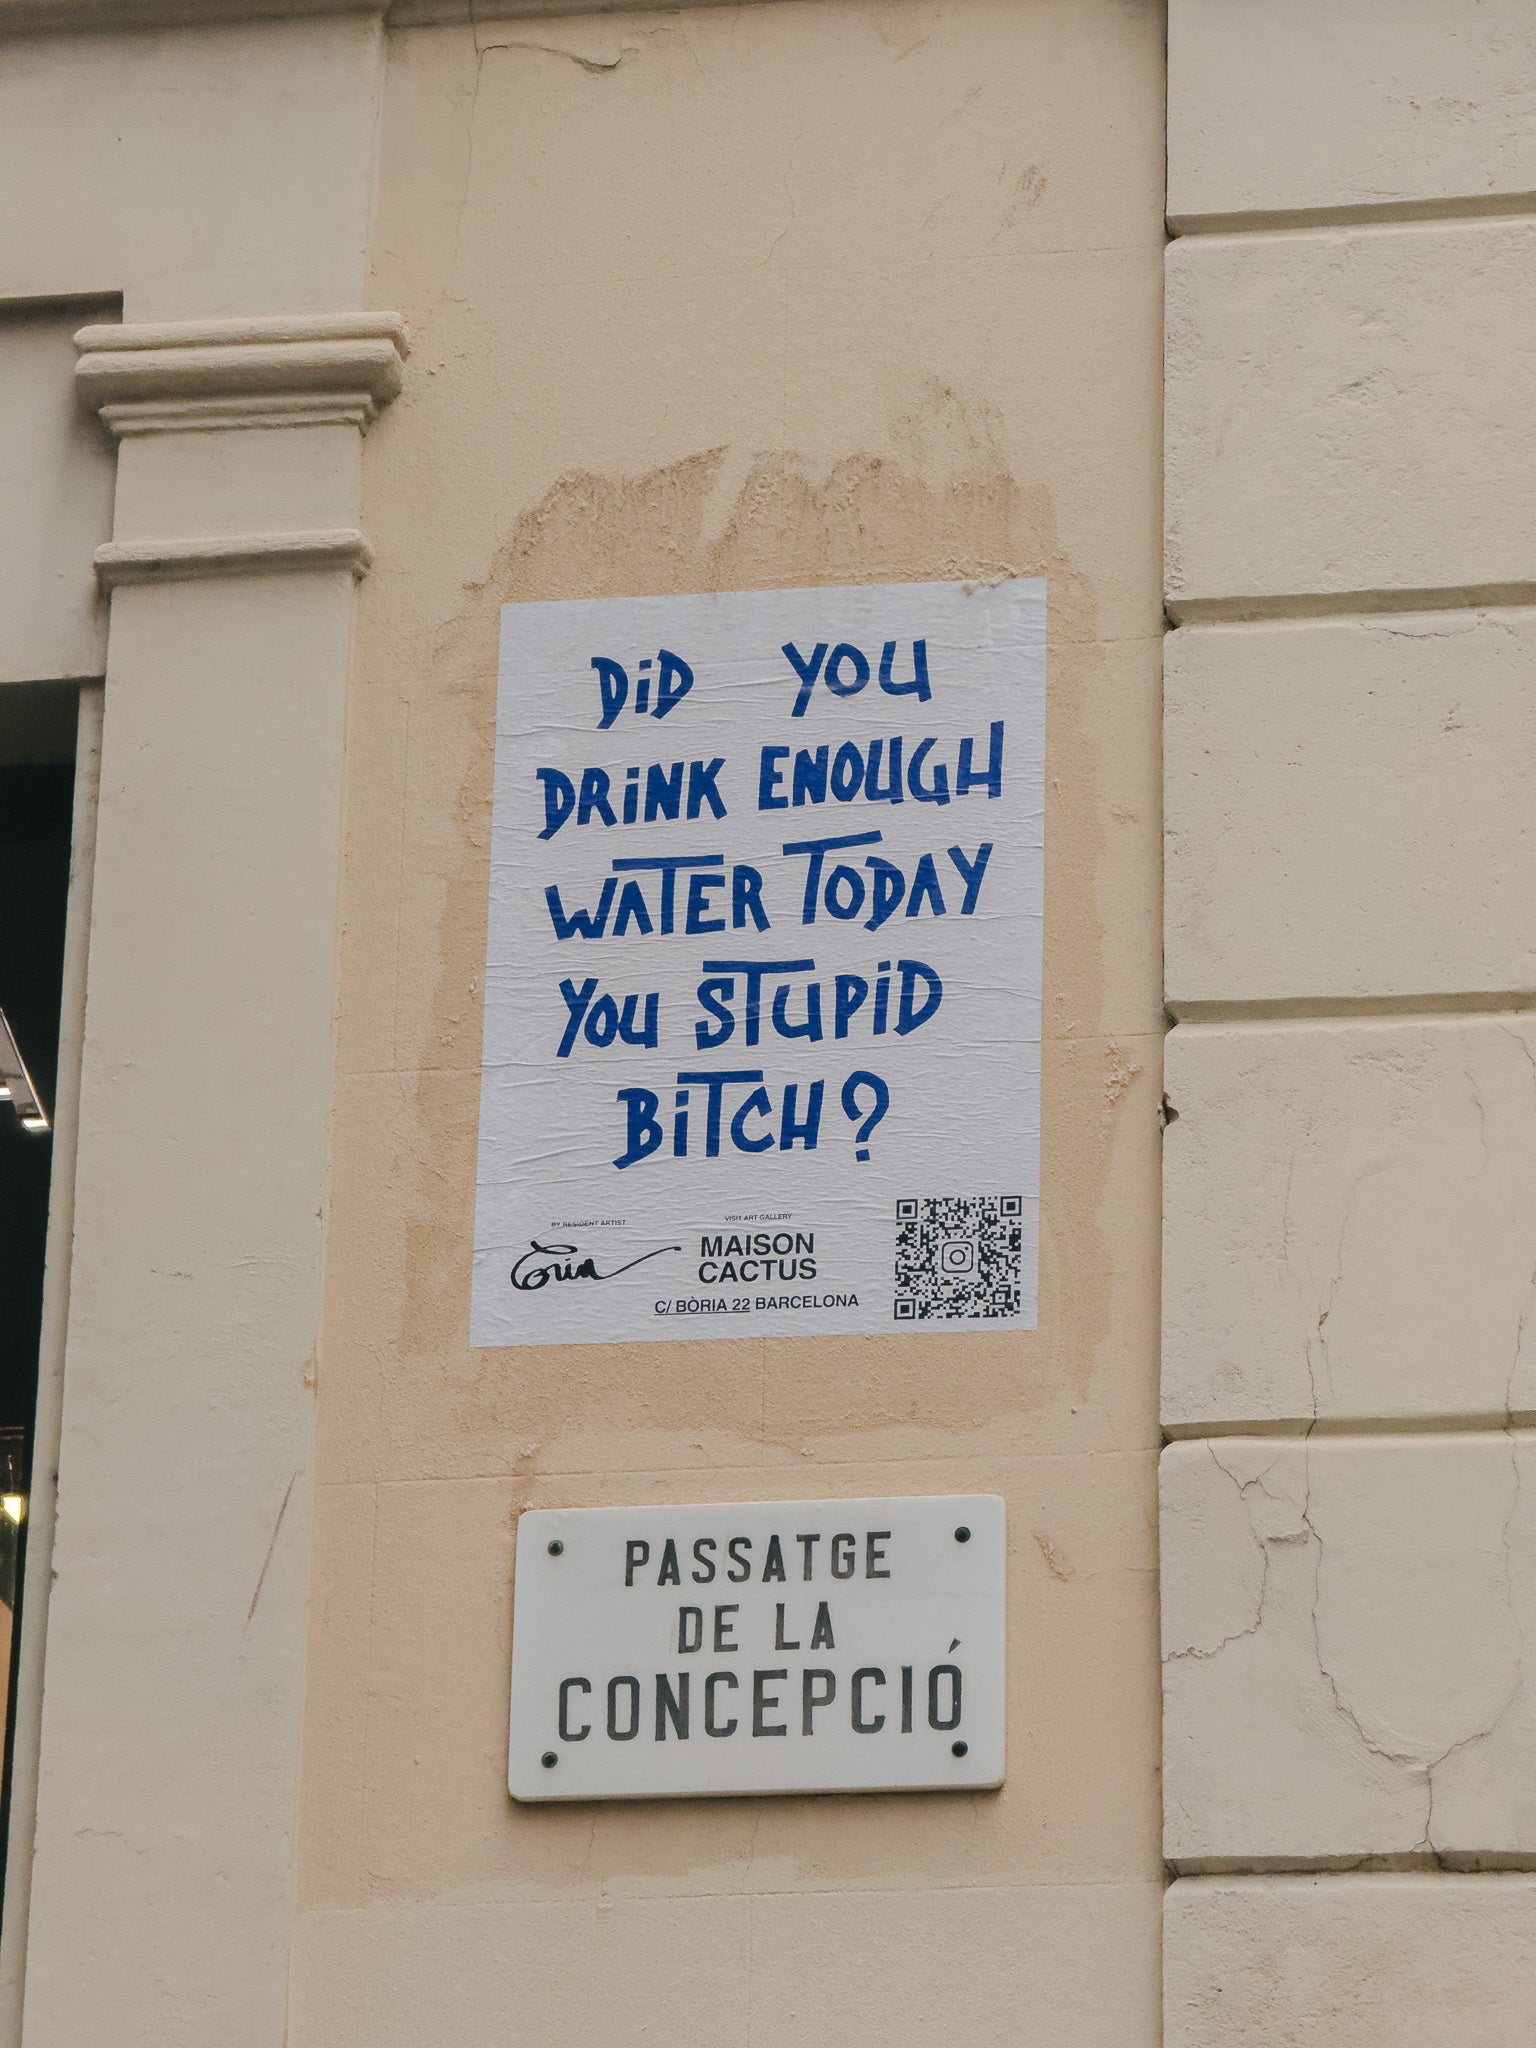 DiD YOU
DRiNK ENOUGH
WATER TODAY
YOU STUPiD
BiTCH?
BY RESIDENT ARTIST
VISIT ART GALLERY
MAISON
CACTUS
C/ BÒRIA 22 BARCELONA
PASSATGE
DE LA
CONCEPCIÓ